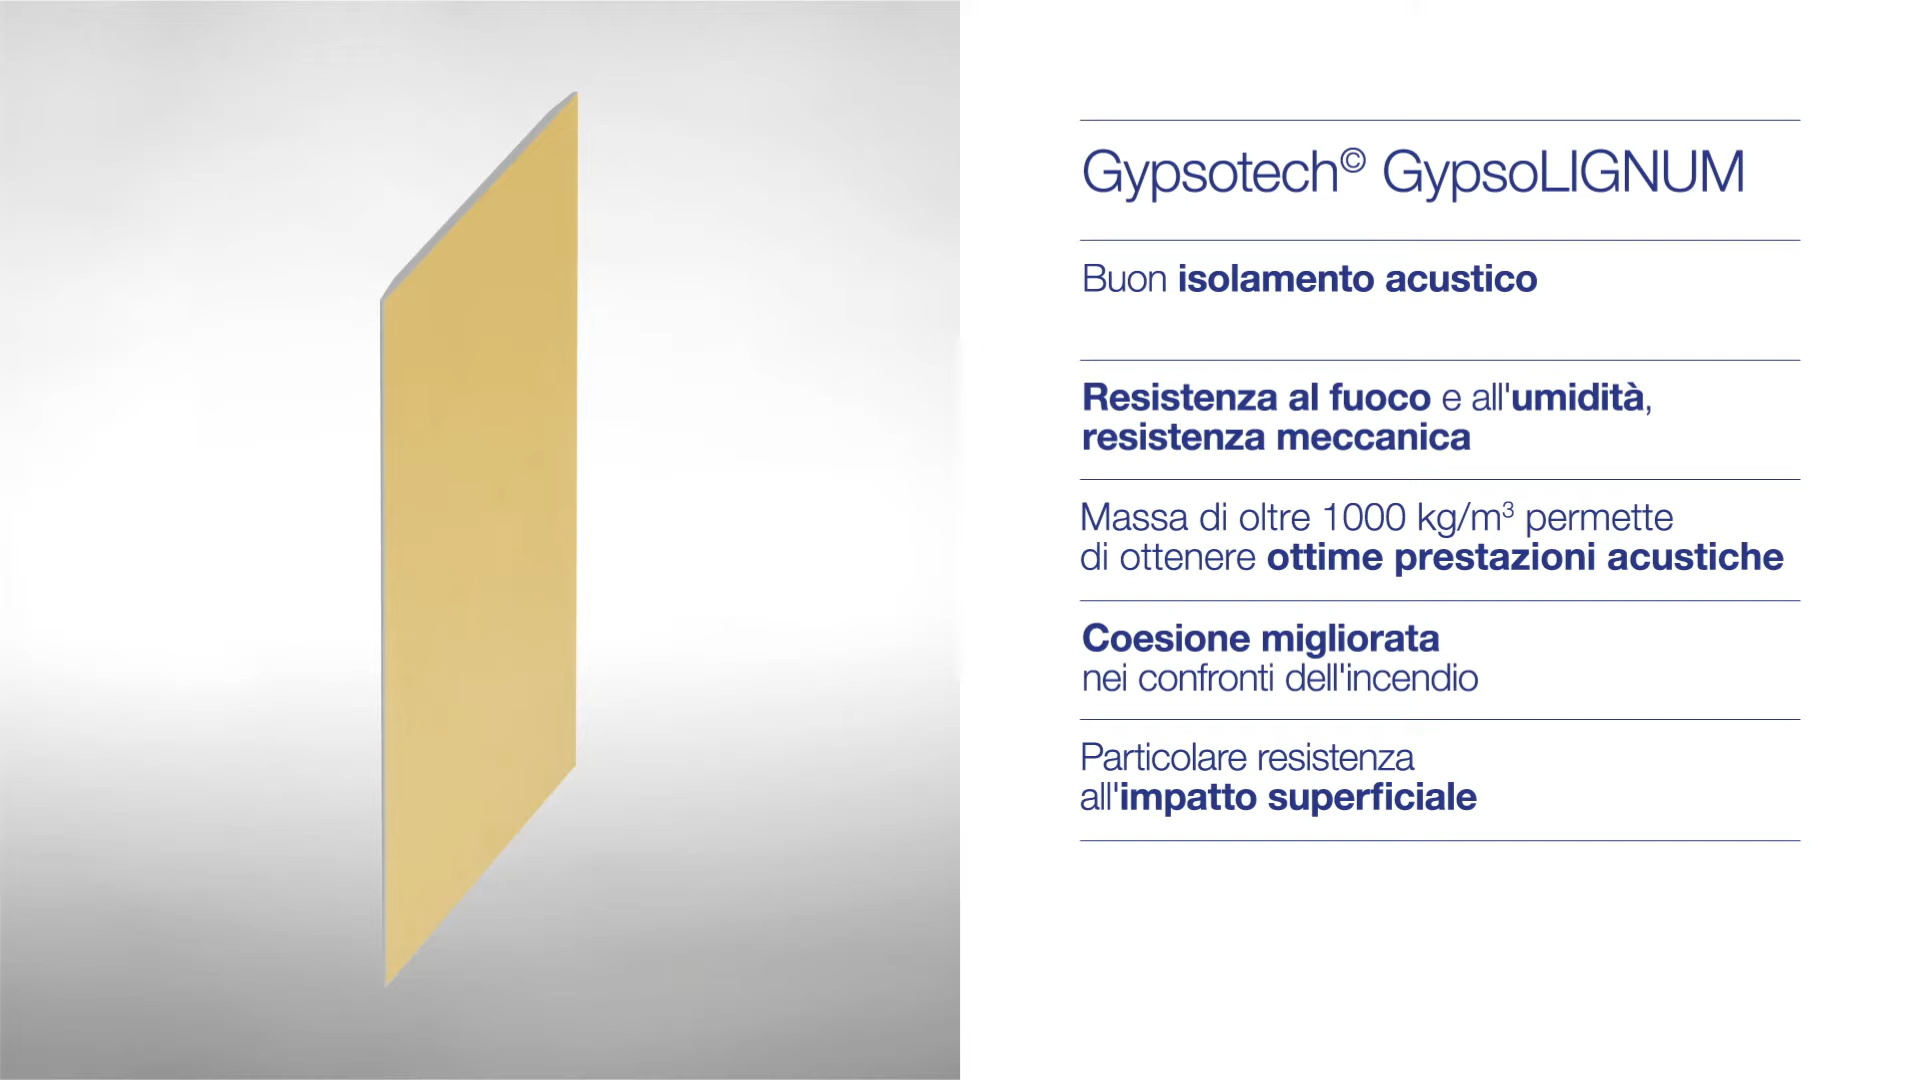 Gypsotech© GypsoLIGNUM
Buon isolamento acustico
Resistenza al fuoco e all'umidità,
resistenza meccanica
Massa di oltre 1000 kg/m³ permette
di ottenere ottime prestazioni acustiche
Coesione migliorata
nei confronti dell'incendio
Particolare resistenza
all'impatto superficiale